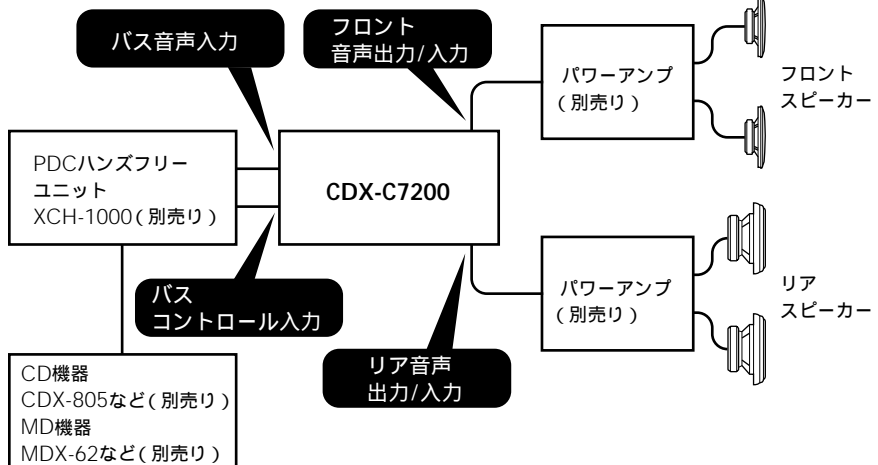 バス音声入力
フロント
音声出力/入力
パワーアンプ
(別売り)
フロント
スピーカー
PDCハンズフリー
ユニット
XCH-1000(別売り)
CDX-C7200
バス
コントロール入力
パワーアンプ
(別売り)
リア
スピーカー
リア音声
出力/入力
CD機器
CDX-805など(別売り)
MD機器
MDX-62など(別売り)